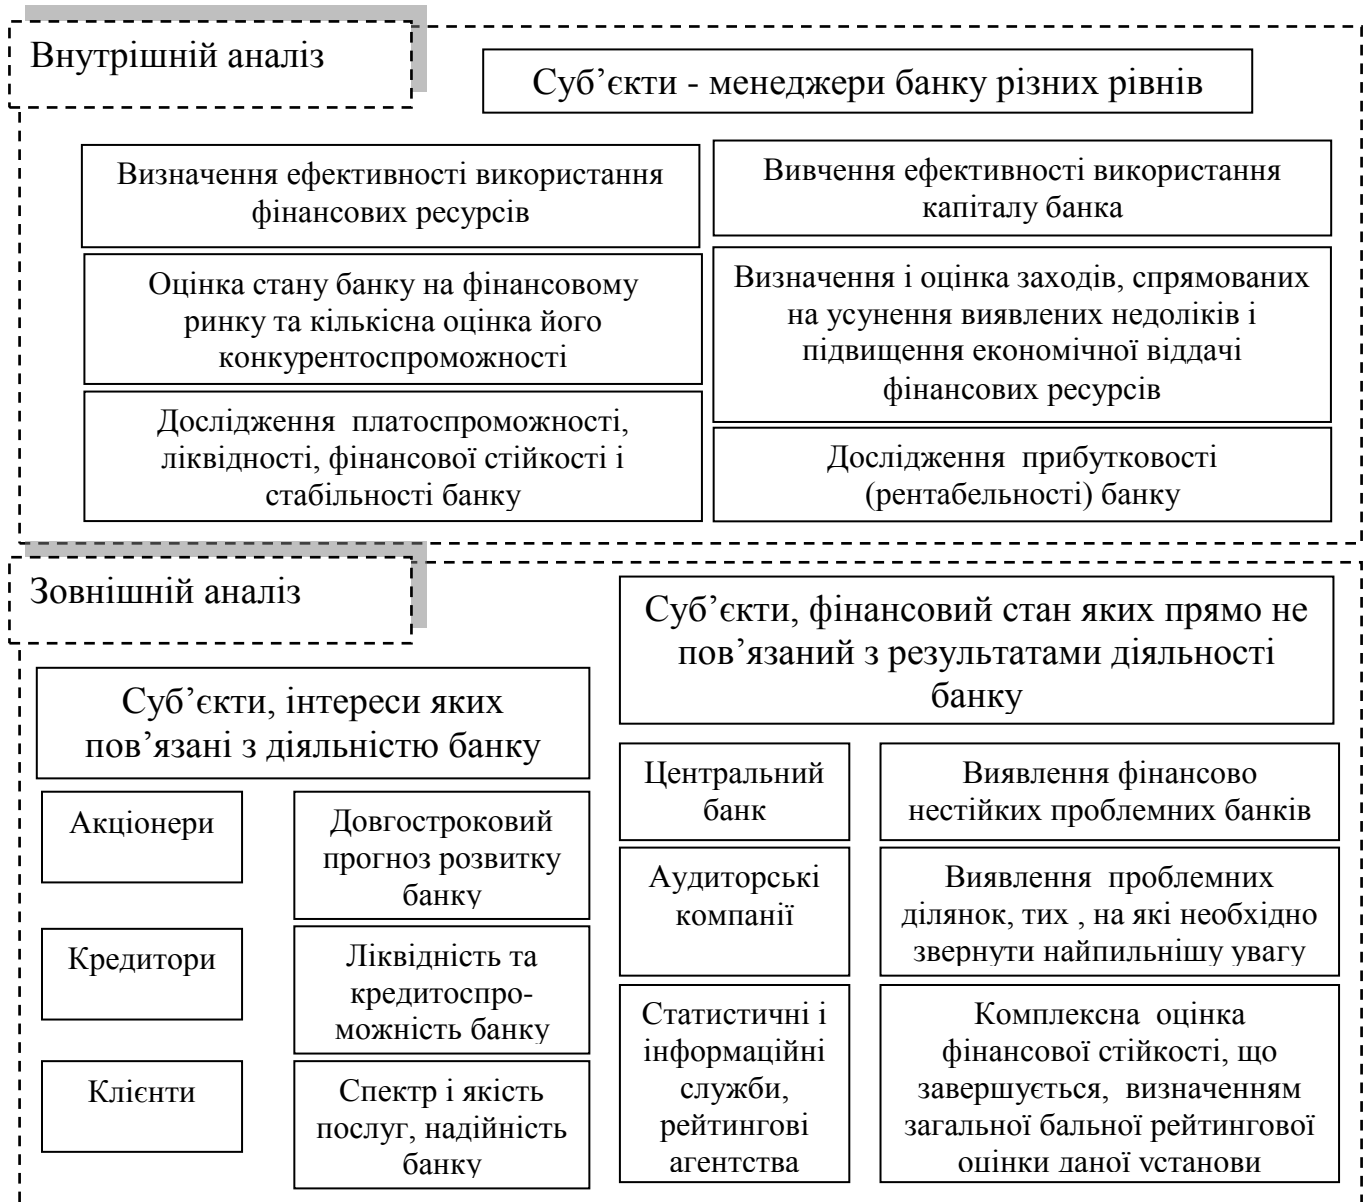 Внутрішній аналіз
Суб’єкти - менеджери банку різних рівнів
Визначення ефективності використання
фінансових ресурсів
Вивчення ефективності використання
капіталу банка
Оцінка стану банку на фінансовому
ринку та кількісна оцінка його
конкурентоспроможності
Визначення і оцінка заходів, спрямованих
на усунення виявлених недоліків і
підвищення економічної віддачі
фінансових ресурсів
Дослідження платоспроможності,
ліквідності, фінансової стійкості і
стабільності банку
Дослідження прибутковості
(рентабельності) банку
Зовнішній аналіз
Суб’єкти, інтереси яких
пов’язані з діяльністю банку
Акціонери
Довгостроковий
прогноз розвитку
банку
Кредитори
Ліквідність та
кредитоспро-
можність банку
Клієнти
Спектр і якість
послуг, надійність
банку
Суб’єкти, фінансовий стан яких прямо не
пов’язаний з результатами діяльності
банку
Центральний
банк
Виявлення фінансово
нестійких проблемних банків
Аудиторські
компанії
Виявлення проблемних
ділянок, тих , на які необхідно
звернути найпильнішу увагу
Статистичні і
інформаційні
служби,
рейтингові
агентства
Комплексна оцінка
фінансової стійкості, що
завершується, визначенням
загальної бальної рейтингової
оцінки даної установи